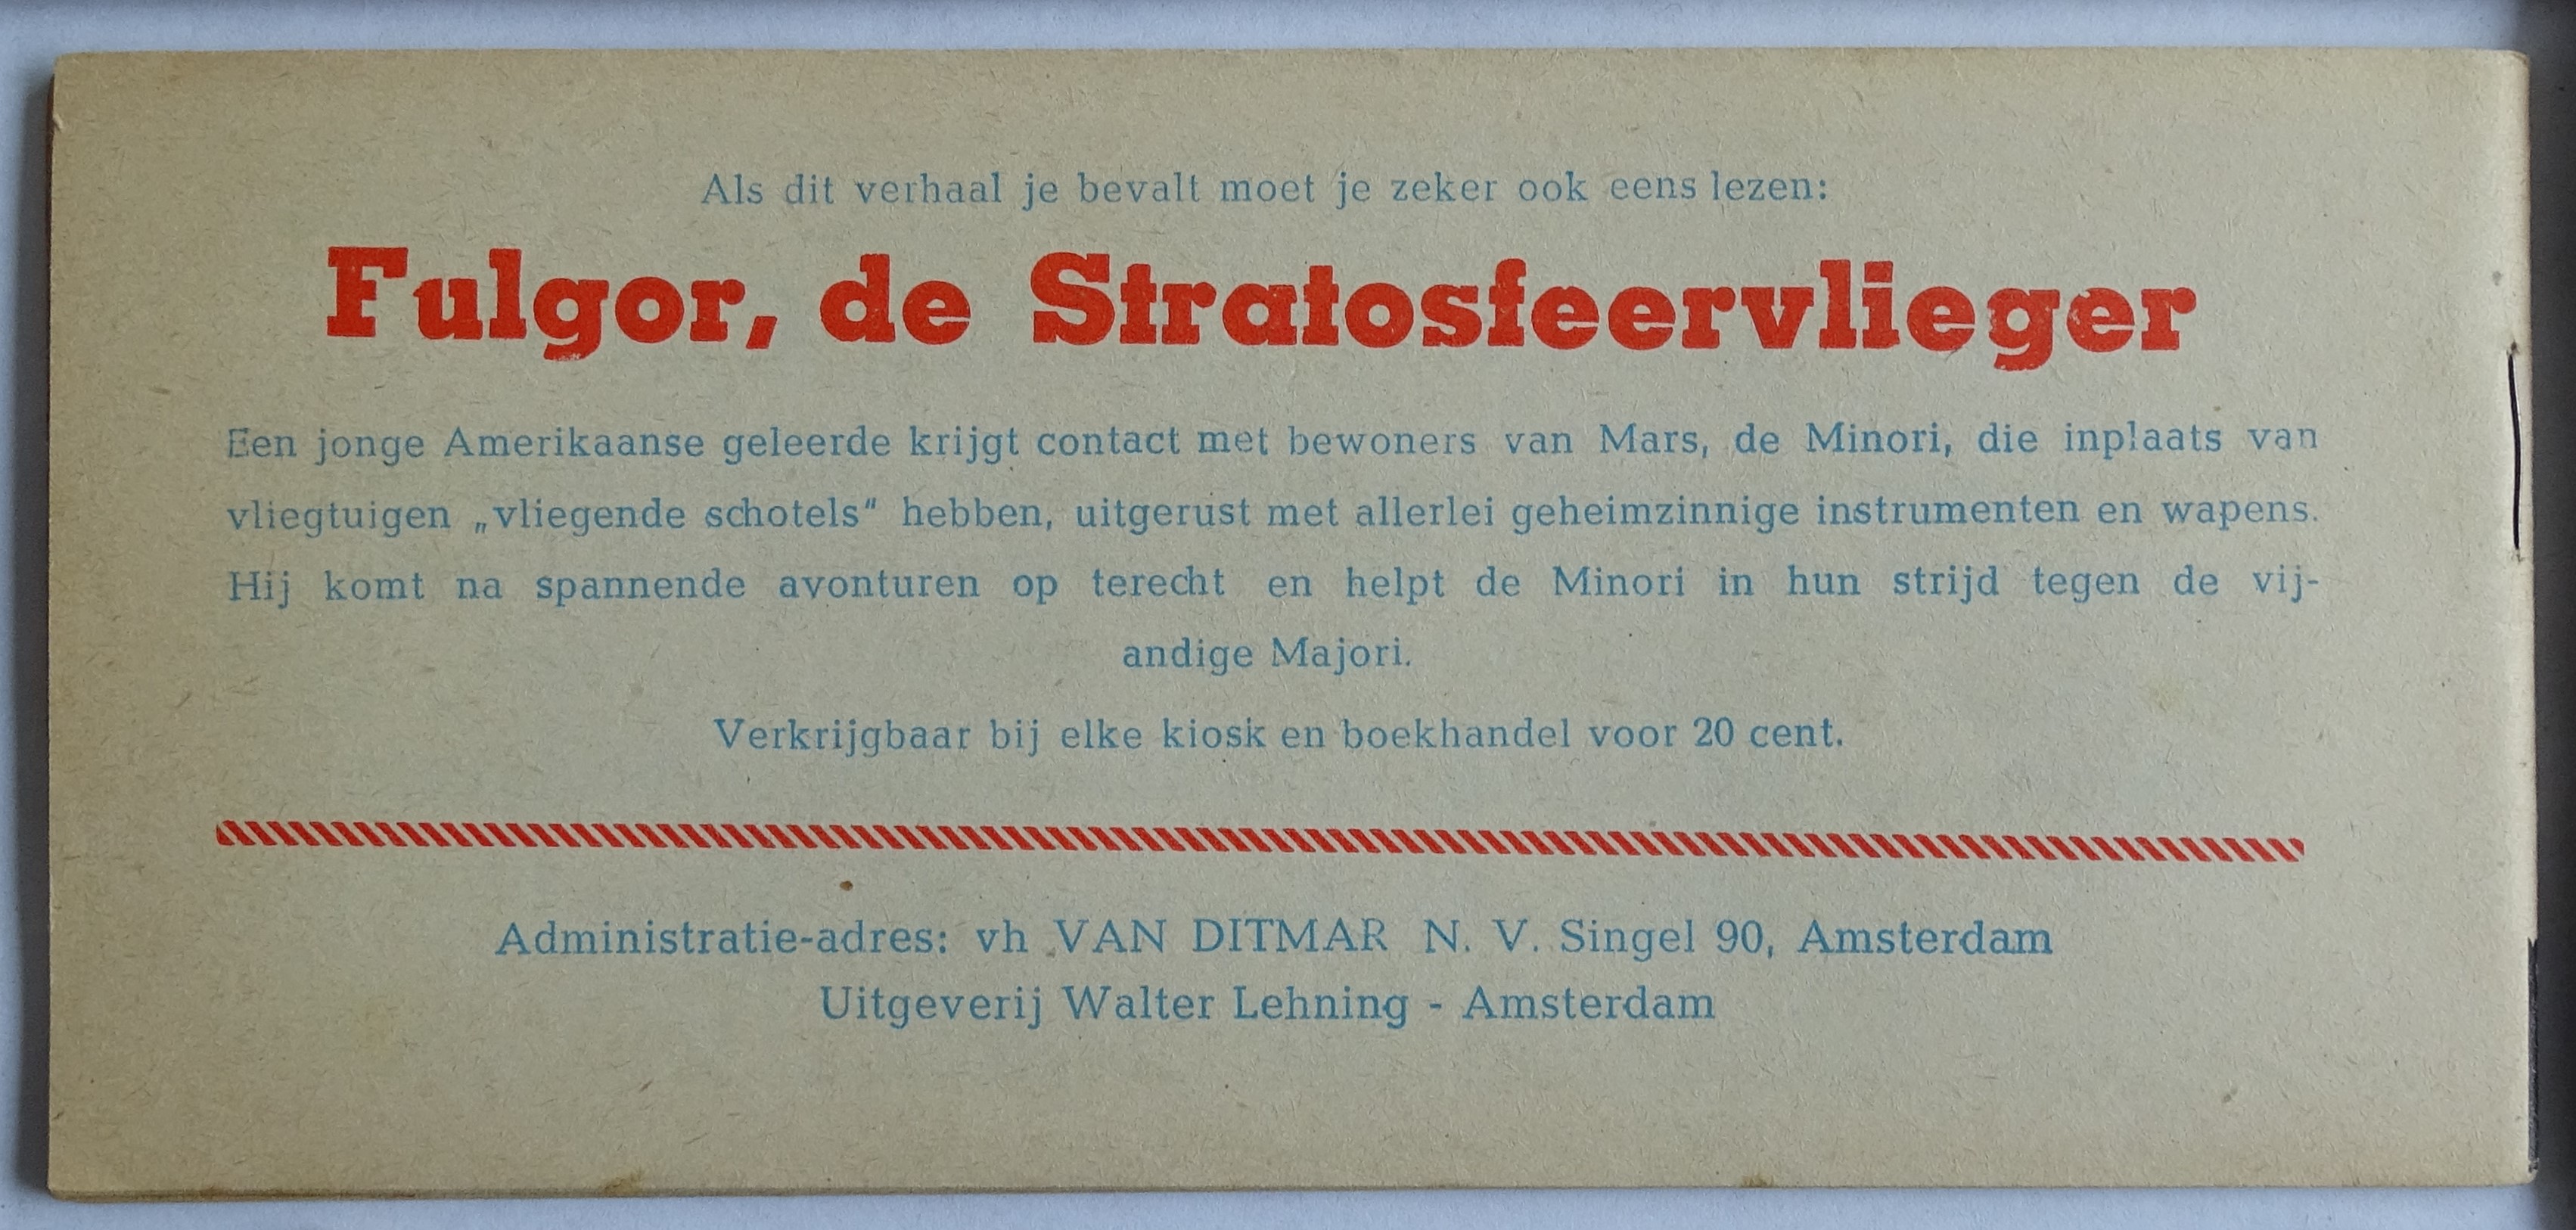 Als dit verhaal je bevalt moet je zeker ook eens lezen:
Fulgor, de Stratosfeervlieger
Een jonge Amerikaanse geleerde krijgt contact met bewoners van Mars, de Minori, die inplaats van
vliegtuigen „vliegende schotels" hebben, uitgerust met allerlei geheimzinnige instrumenten en wapens.
Hij komt na spannende avonturen op terecht en helpt de Minori in hun strijd tegen de vij-
andige Majori.
Verkrijgbaar bij elke kiosk en boekhandel voor 20 cent.
Administratie-adres: vh VAN DITMAR N. V. Singel 90, Amsterdam
Uitgeverij Walter Lehning - Amsterdam